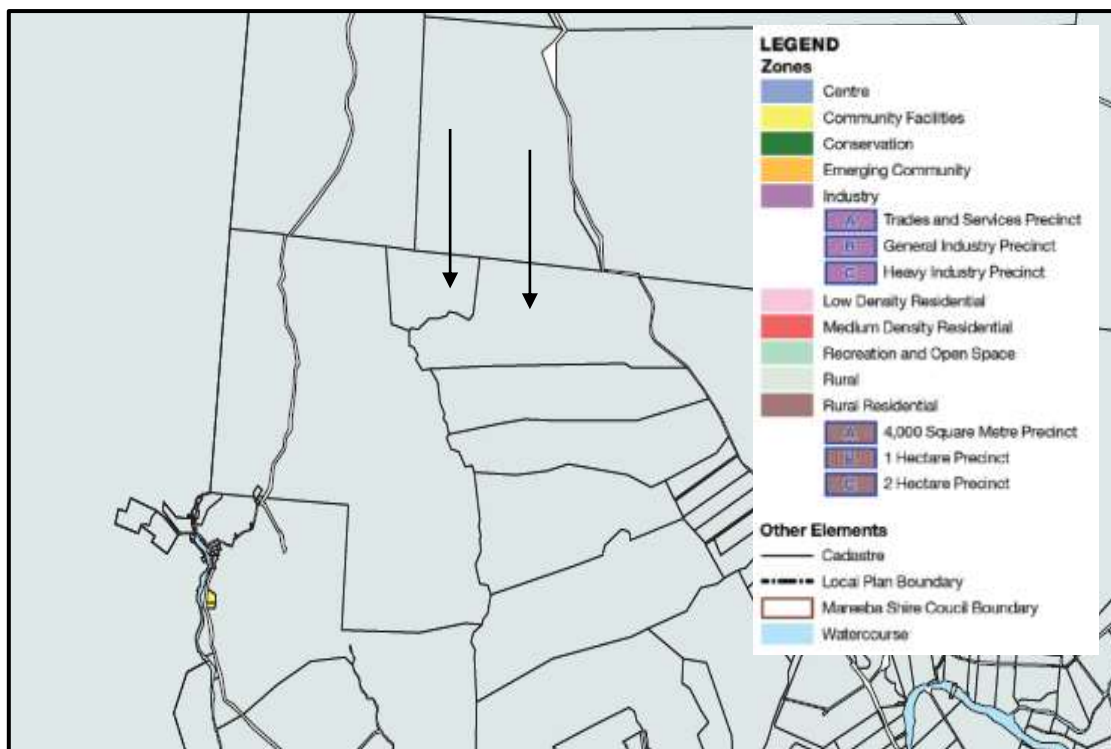 LEGEND
Zones
Centre
Community Facilities
Conservation
Emerging Community
Industry
A Trades and Services Precinct
B General Industry Precinct
C Heavy Industry Precinct
Low Density Residential
Medium Density Residential
Recreation and Open Space
Rural
Rural Residential
A 4,000 Square Metre Precinct
1 Hectare Precinct
C 2 Hectare Precinct
Other Elements
Cadastre
Local Plan Boundary
Mareeba Shire Coucil Boundary
Watercourse